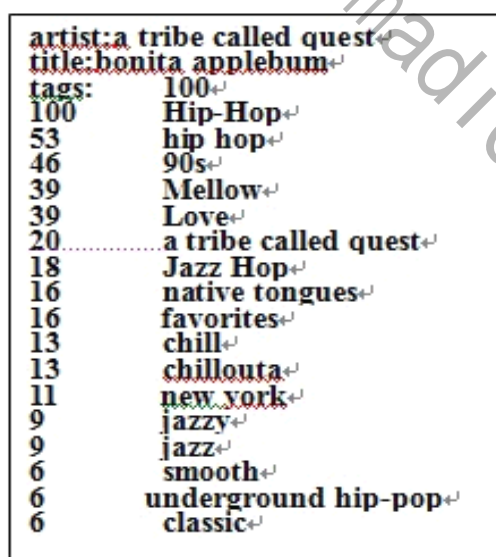 artist:a tribe called quest
title:bonita applebum
tags: 100
100 Hip-Hop
53 hip hop
46 90s
39 Mellow
39 Love
20 a tribe called quest
18 Jazz Hop
16 native tongues
16 favorites
13 chill
13 chillouta
11 new york
9 jazzy
9 jazz
6 smooth
6 underground hip-pop
6 classic